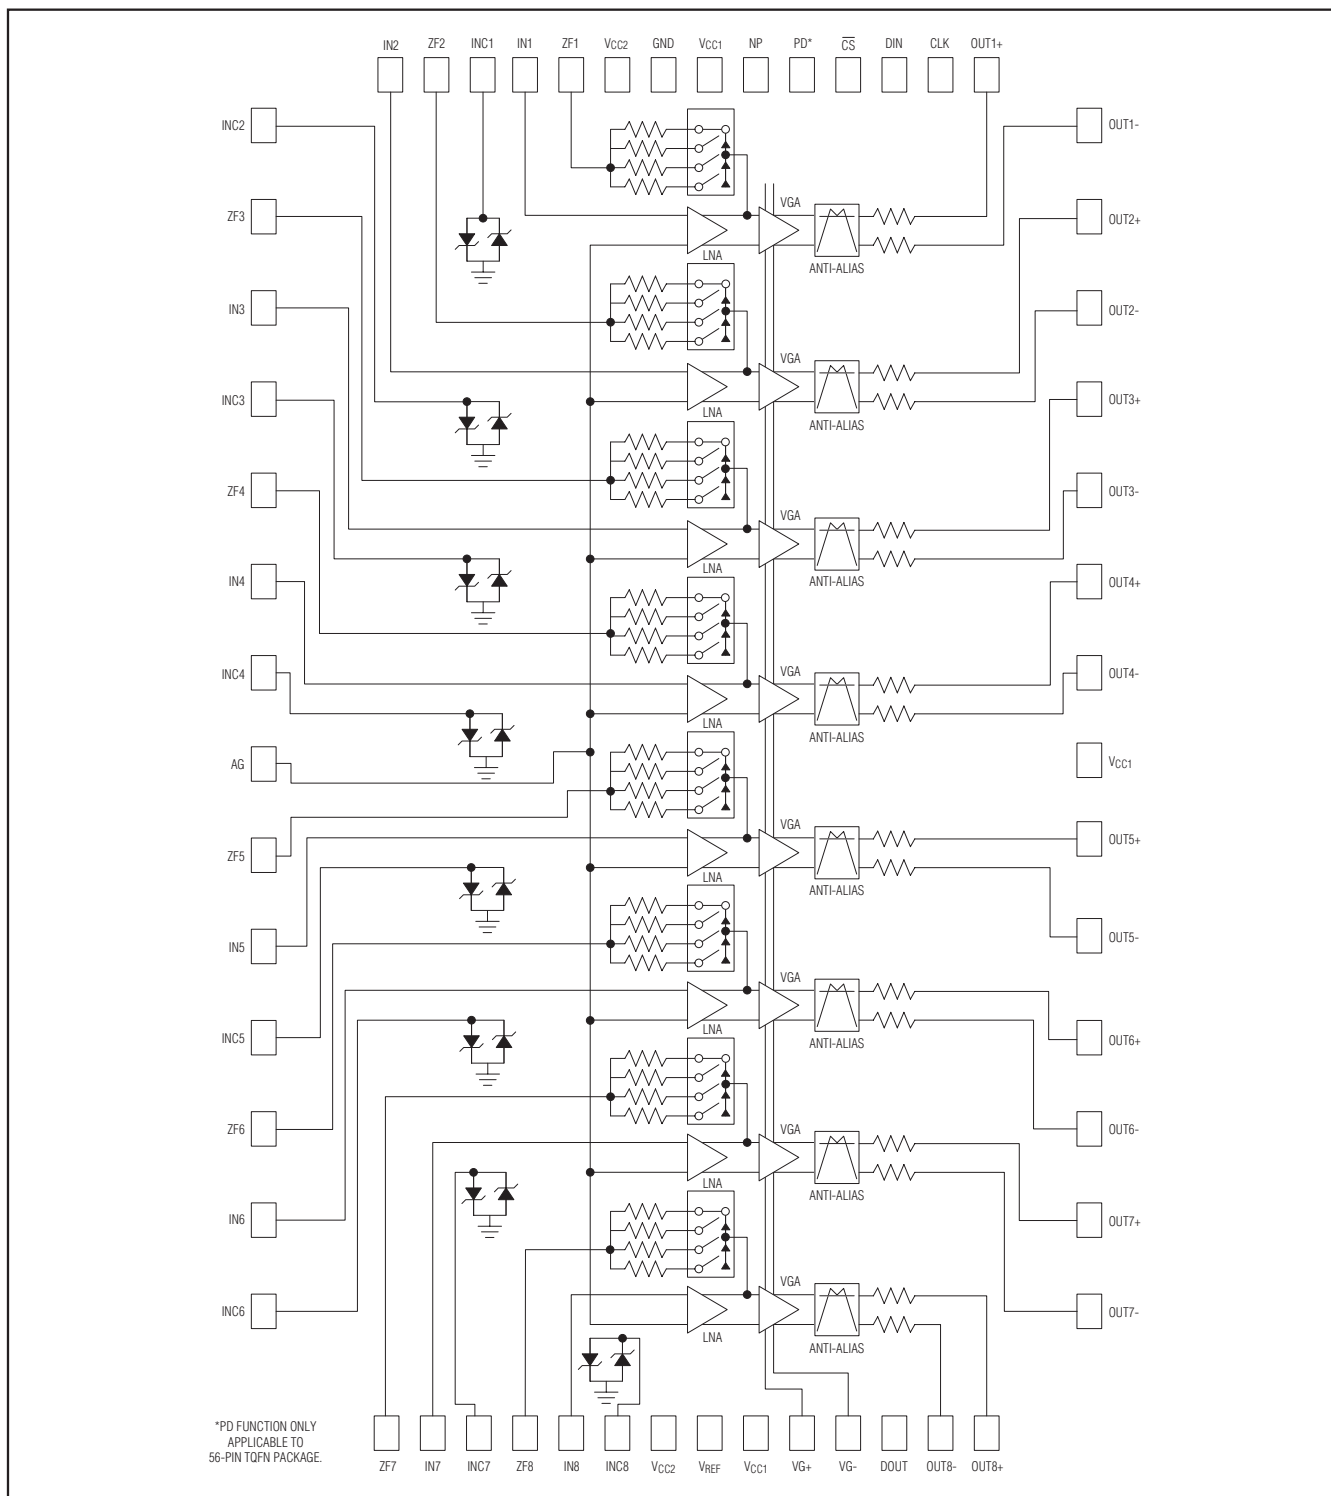 IN2 ZF2 INC1 IN1 ZF1 VCC2 GND VCC1 NP PD* CS DIN CLK OUT1+
INC2 OUT1-
ZF3 VGA OUT2+
LNA ANTI-ALIAS
IN3 OUT2-
VGA
INC3 OUT3+
LNA ANTI-ALIAS
ZF4 OUT3-
VGA
IN4 OUT4+
LNA ANTI-ALIAS
INC4 VGA OUT4-
LNA ANTI-ALIAS
AG VCC1
VGA
ZF5 OUT5+
LNA ANTI-ALIAS
IN5 OUT5-
VGA
INC5 OUT6+
LNA ANTI-ALIAS
ZF6 VGA OUT6-
LNA ANTI-ALIAS
IN6 OUT7+
VGA
INC6 OUT7-
LNA ANTI-ALIAS
*PD FUNCTION ONLY
APPLICABLE TO
56-PIN TQFN PACKAGE.
ZF7 IN7 INC7 ZF8 IN8 INC8 VCC2 VREF VCC1 VG+ VG- DOUT OUT8- OUT8+